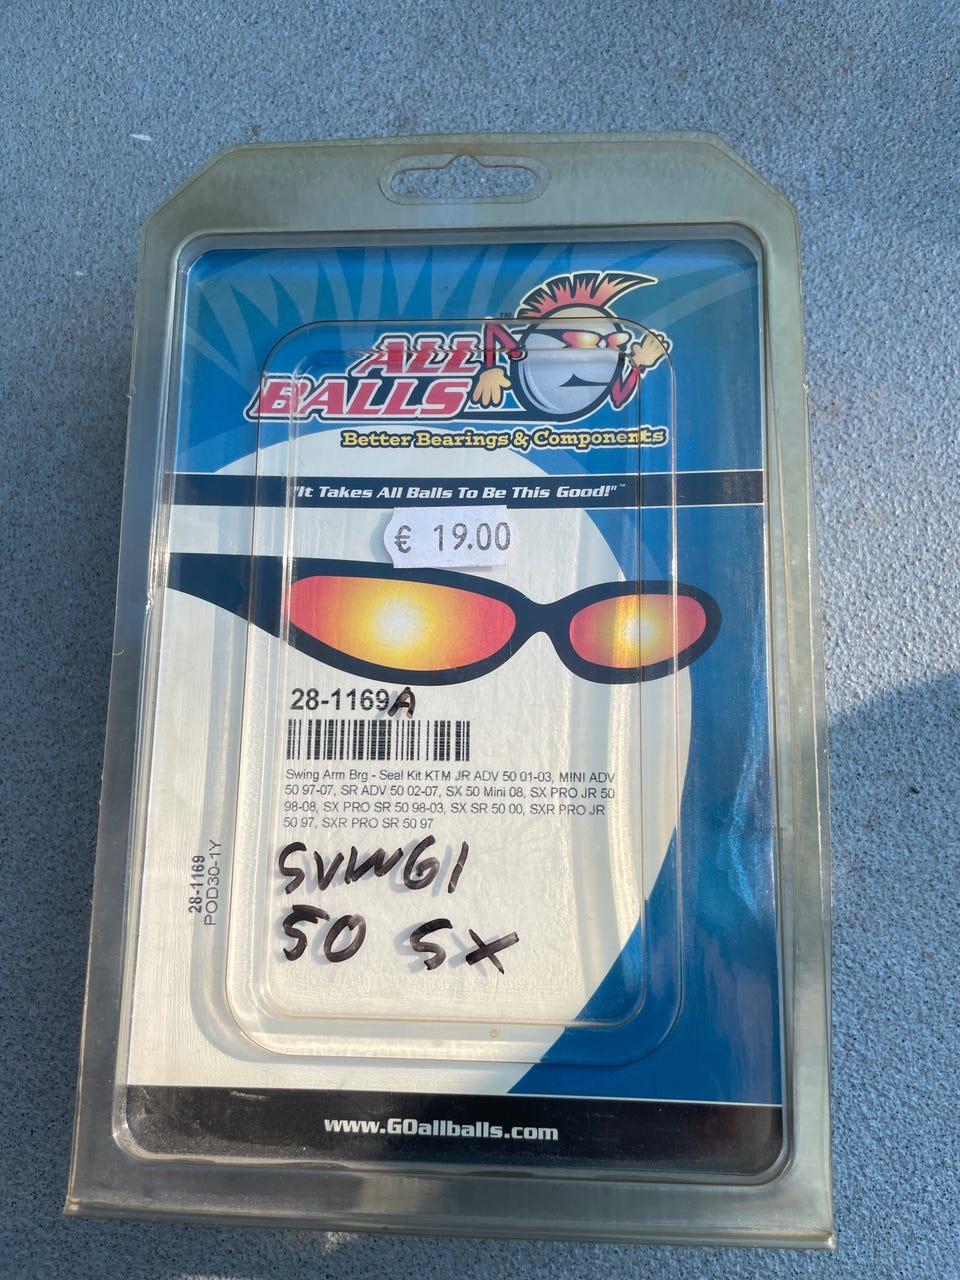 ALL
BALLS
™
Better Bearings & Components
"It Takes All Balls To Be This Good!"™
€ 19.00
28-1169A
Swing Arm Brg - Seal Kit KTM JR ADV 50 01-03, MINI ADV
50 97-07, SR ADV 50 02-07, SX 50 Mini 08, SX PRO JR 50
98-08, SX PRO SR 50 98-03, SX SR 50 00, SXR PRO JR
50 97, SXR PRO SR 50 97
SVINGI
50 SX
28-1169
POD30-1Y
www.GOallballs.com